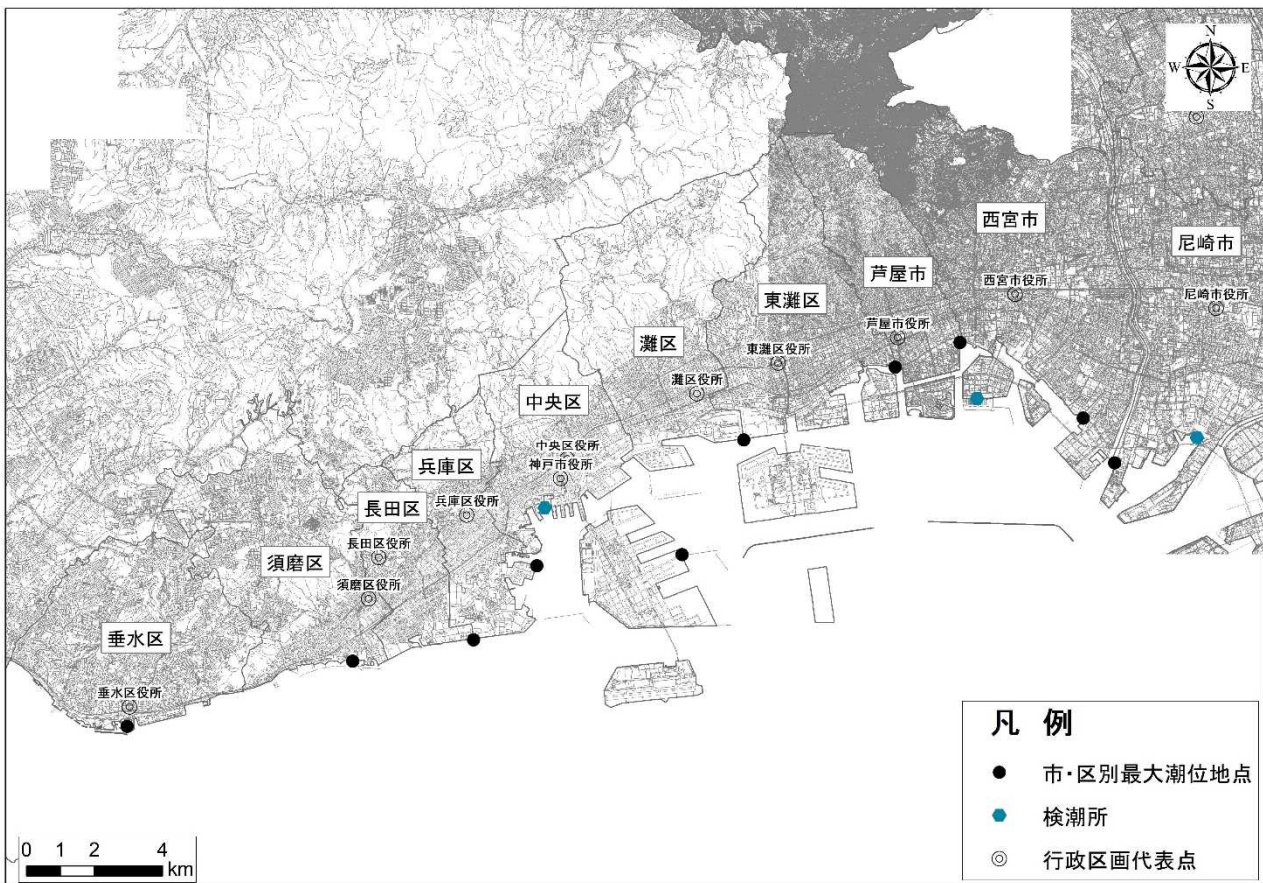 N
W E
S
西宮市
尼崎市
芦屋市
西宮市役所
東灘区
尼崎市役所
芦屋市役所
灘区
東灘区役所
灘区役所
中央区
中央区役所
神戸市役所
兵庫区
兵庫区役所
長田区
長田区役所
須磨区
須磨区役所
垂水区
垂水区役所
凡 例
市・区別最大潮位地点
検潮所
行政区画代表点
0 1 2 4
km